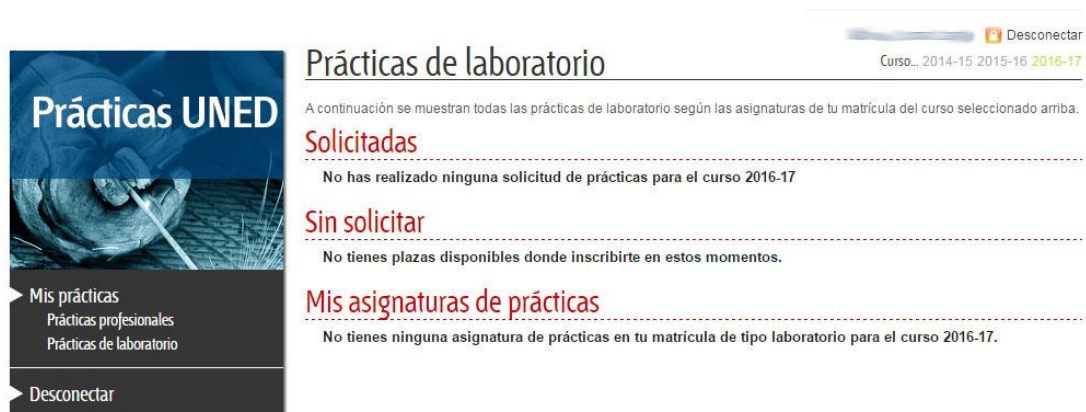 Desconectar
Prácticas de laboratorio
Curso... 2014-15 2015-16 2016-17
Prácticas UNED
A continuación se muestran todas las prácticas de laboratorio según las asignaturas de tu matrícula del curso seleccionado arriba.
Solicitadas
No has realizado ninguna solicitud de prácticas para el curso 2016-17
Sin solicitar
No tienes plazas disponibles donde inscribirte en estos momentos.
Mis asignaturas de prácticas
No tienes ninguna asignatura de prácticas en tu matrícula de tipo laboratorio para el curso 2016-17.
Mis prácticas
Prácticas profesionales
Prácticas de laboratorio
Desconectar